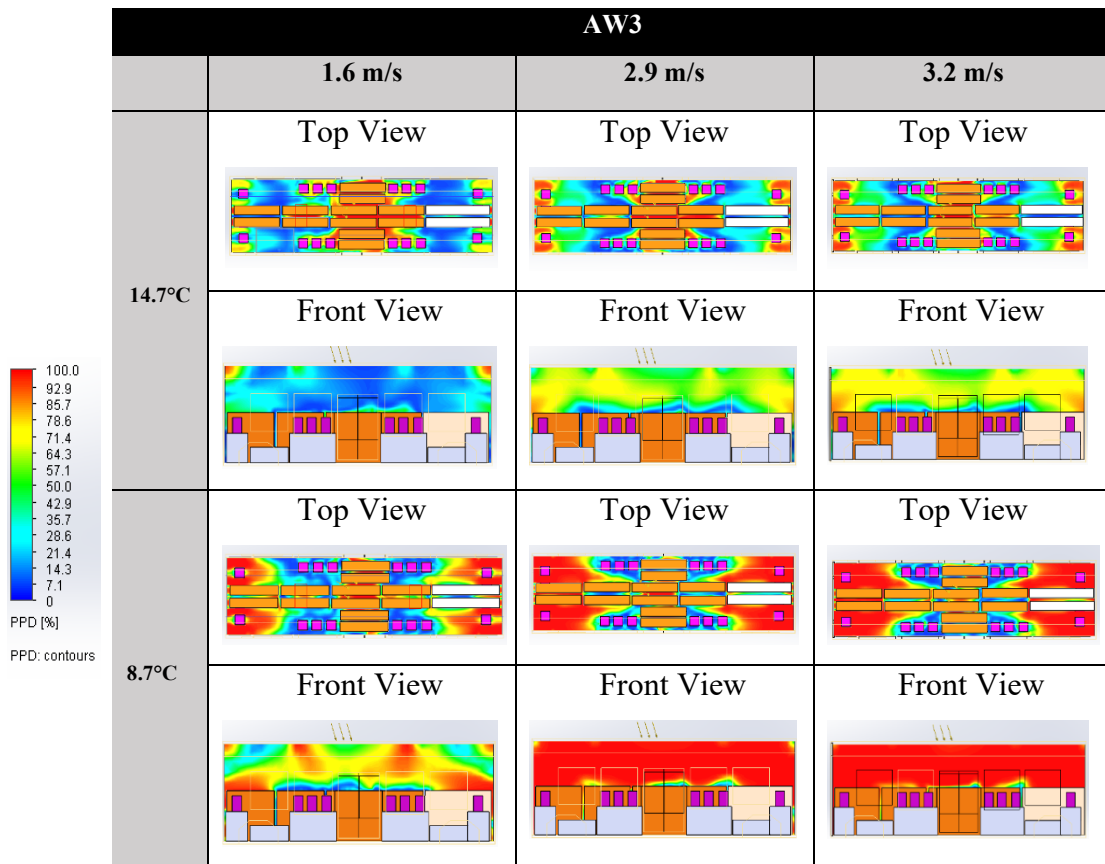 AW3
1.6 m/s 2.9 m/s 3.2 m/s
14.7°C
Top View Top View Top View
Front View Front View Front View
8.7°C
Top View Top View Top View
Front View Front View Front View
100.0
92.9
85.7
78.6
71.4
64.3
57.1
50.0
42.9
35.7
28.6
21.4
14.3
7.1
0
PPD [%]
PPD: contours